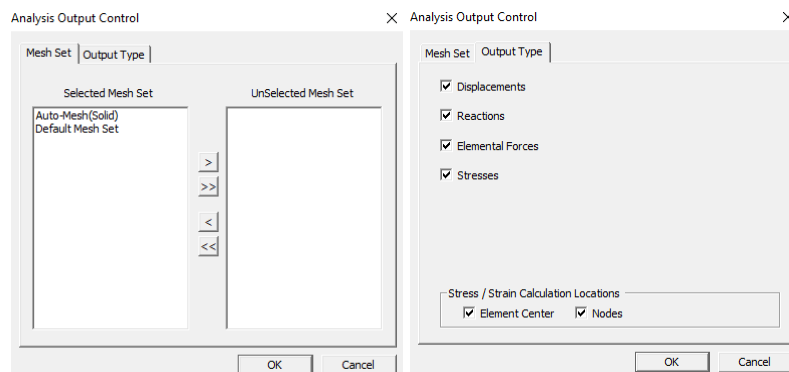 Analysis Output Control
Mesh Set
Output Type
Selected Mesh Set
UnSelected Mesh Set
Auto-Mesh(Solid)
Default Mesh Set
>
>>
<
<<
OK
Cancel
Analysis Output Control
Mesh Set
Output Type
Displacements
Reactions
Elemental Forces
Stresses
Stress / Strain Calculation Locations
Element Center
Nodes
OK
Cancel